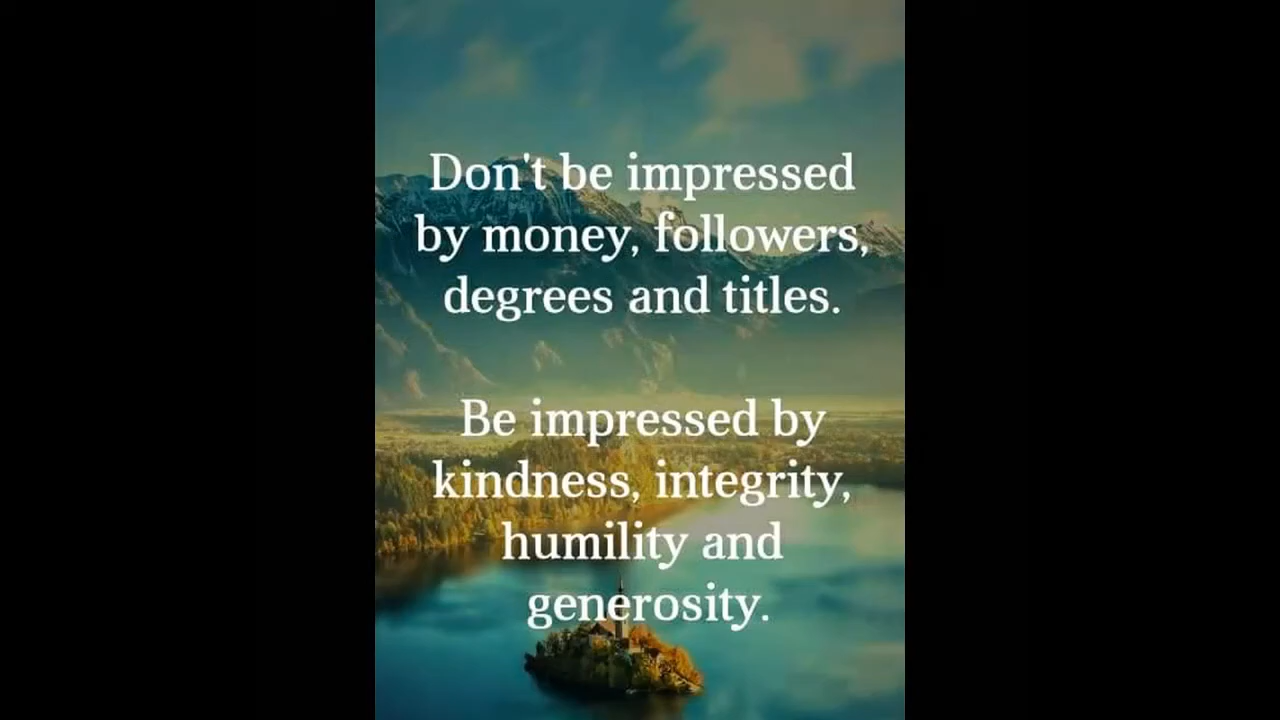 Don't be impressed
by money, followers,
degrees and titles.
Be impressed by
kindness, integrity,
humility and
generosity.